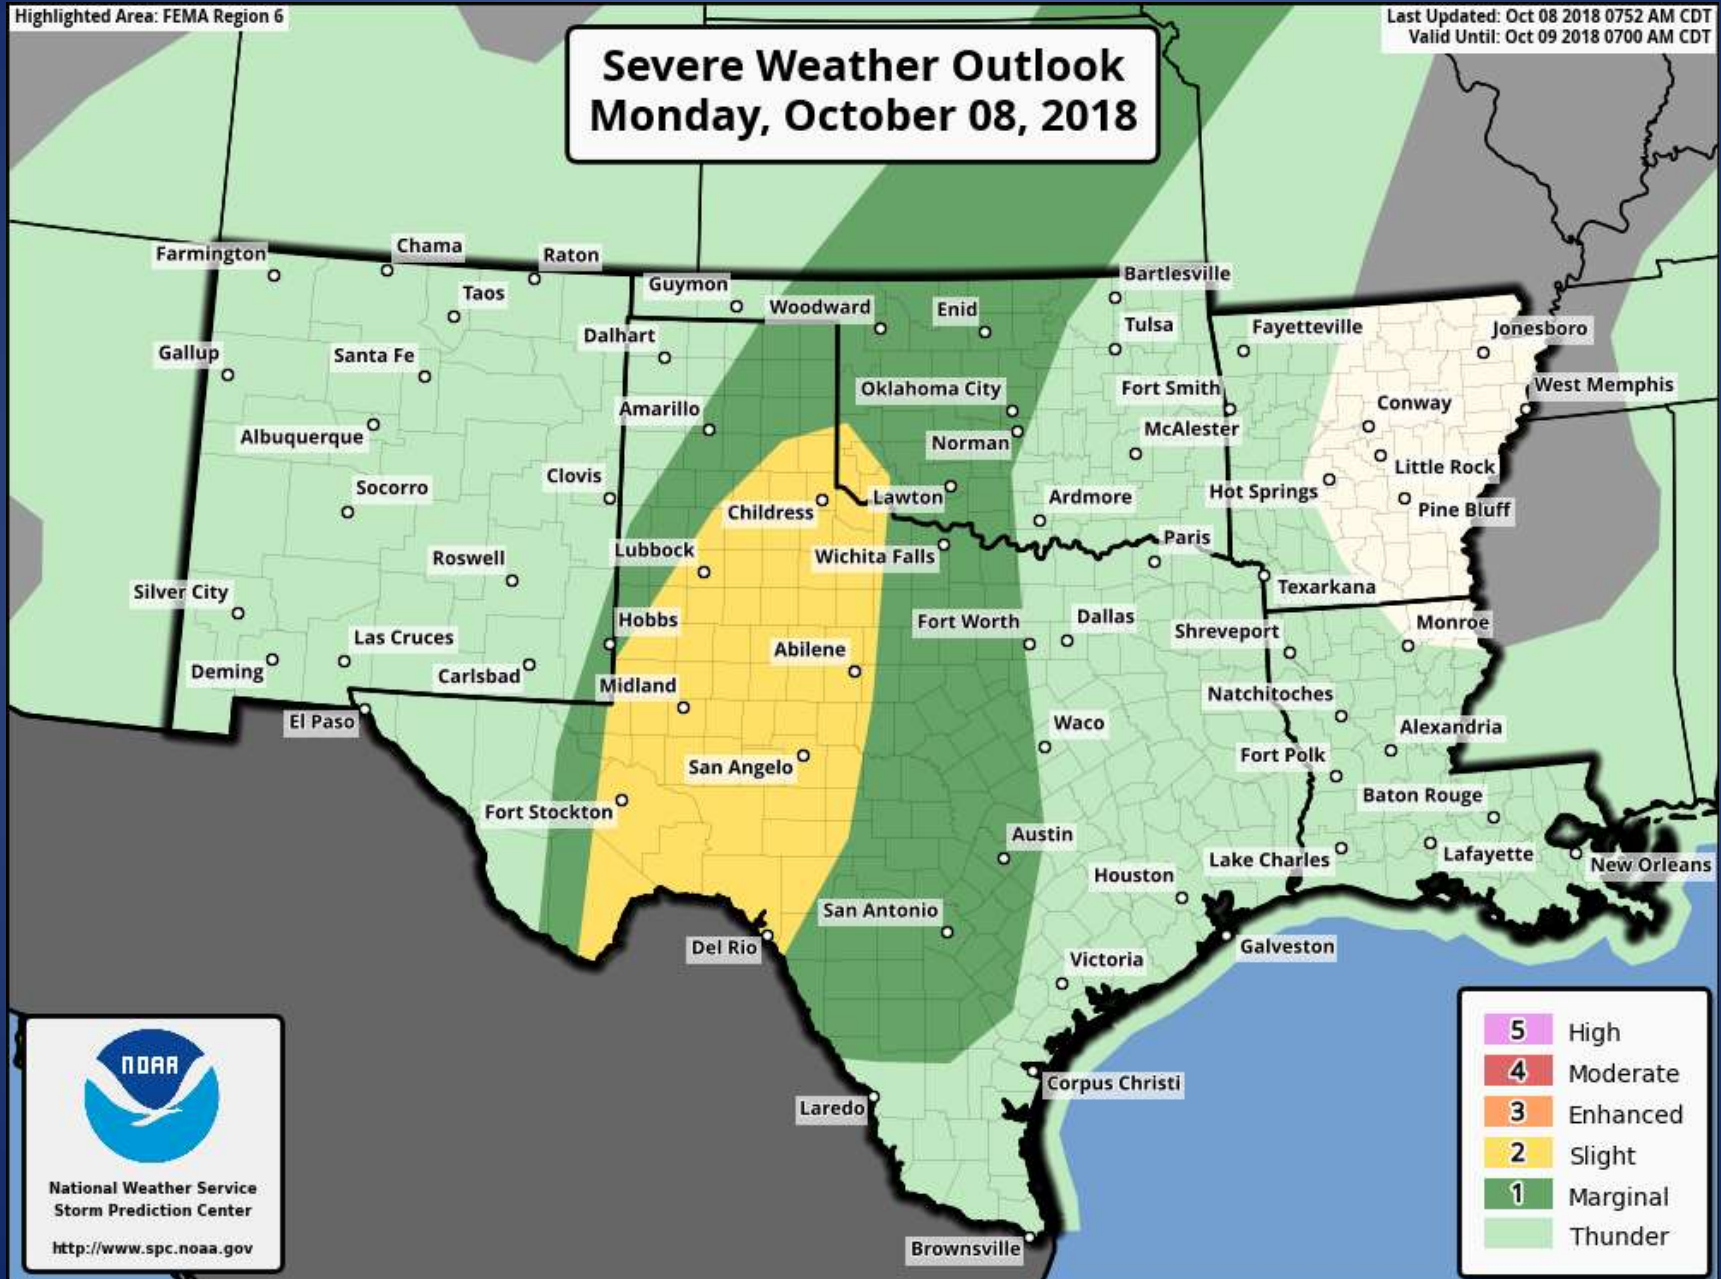 Highlighted Area: FEMA Region 6
Last Updated: Oct 08 2018 0752 AM CDT
Valid Until: Oct 09 2018 0700 AM CDT
Severe Weather Outlook
Monday, October 08, 2018
Farmington
Chama
Raton
Taos
Guymon
Woodward
Enid
Bartlesville
Dalhart
Tulsa
Fayetteville
Jonesboro
Gallup
Santa Fe
Oklahoma City
Fort Smith
West Memphis
Amarillo
Conway
Albuquerque
Norman
McAlester
Clovis
Little Rock
Socorro
Childress
Lawton
Ardmore
Hot Springs
Pine Bluff
Roswell
Lubbock
Wichita Falls
Paris
Silver City
Texarkana
Las Cruces
Hobbs
Fort Worth
Dallas
Shreveport
Monroe
Deming
Carlsbad
Abilene
Midland
Natchitoches
El Paso
Waco
Alexandria
San Angelo
Fort Polk
Fort Stockton
Baton Rouge
Austin
Lake Charles
Lafayette
New Orleans
Houston
San Antonio
Del Rio
Galveston
Victoria
Corpus Christi
Laredo
Brownsville
NOAA
National Weather Service
Storm Prediction Center
http://www.spc.noaa.gov
5 High
4 Moderate
3 Enhanced
2 Slight
1 Marginal
Thunder